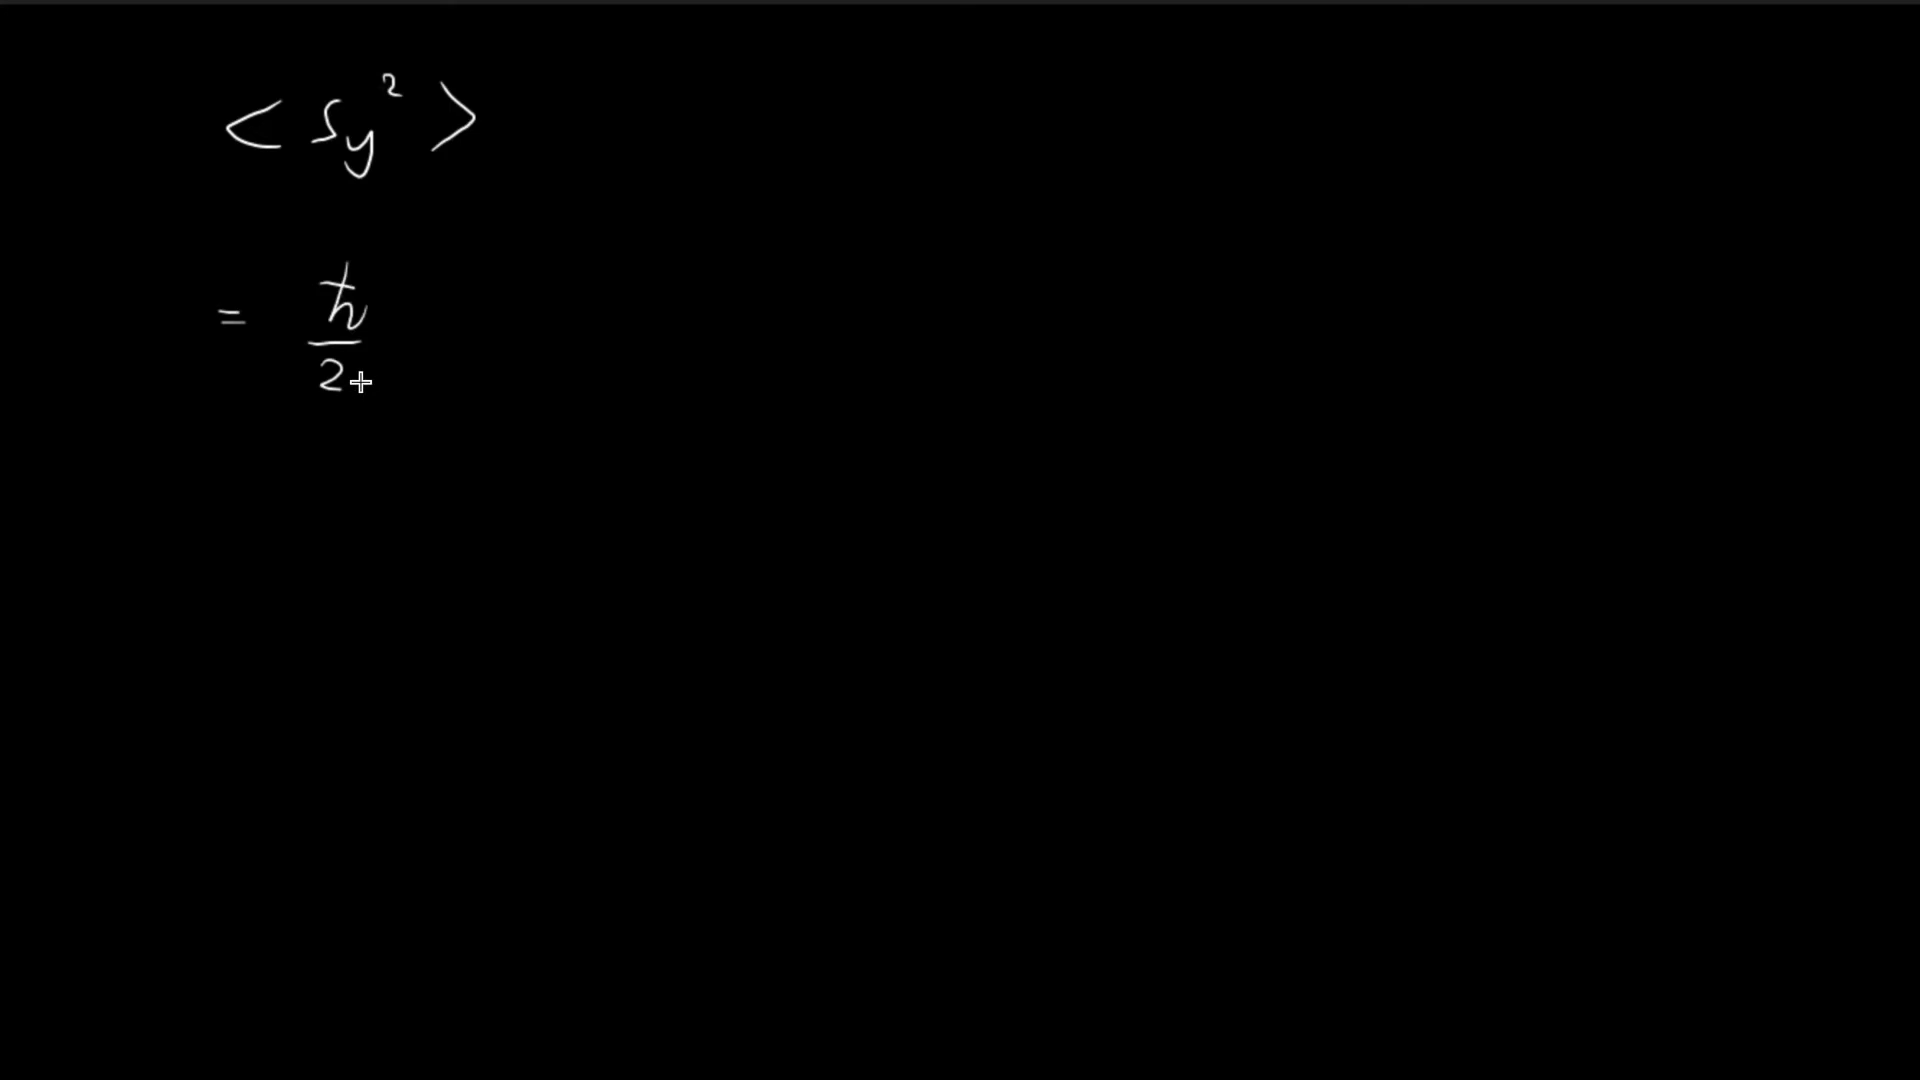 < Sy² >
= ħ/2